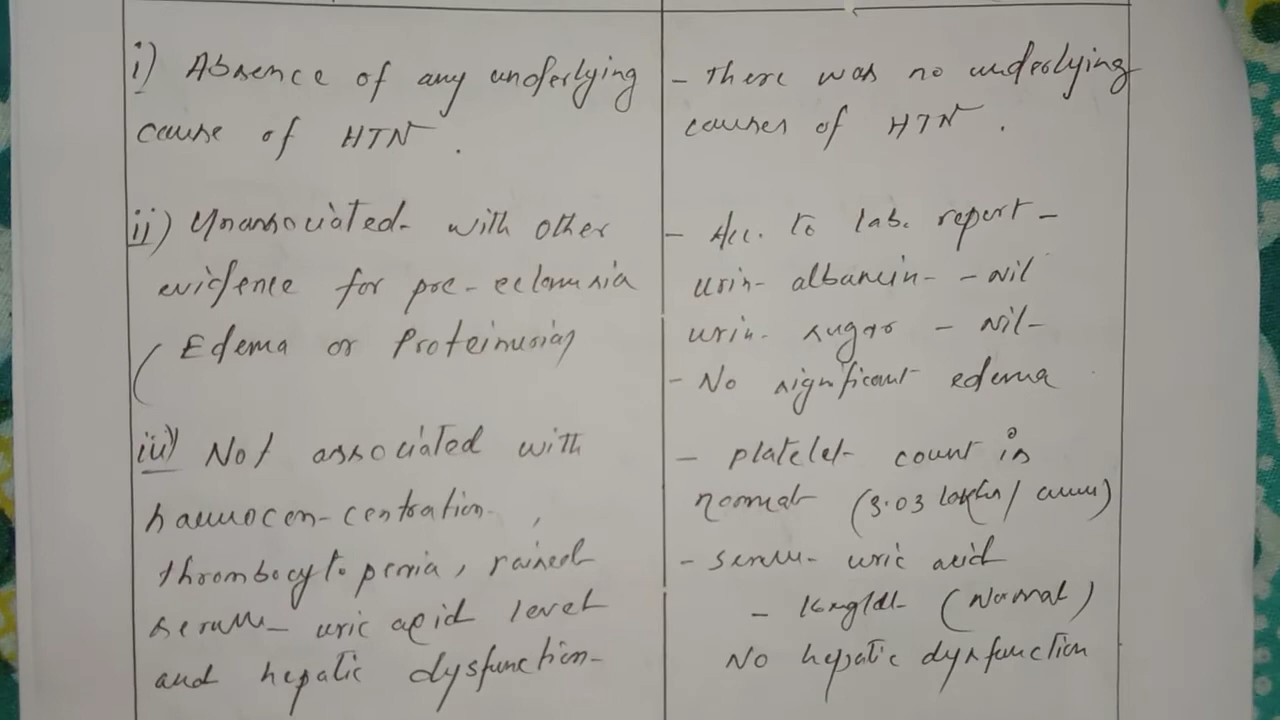 i) Absence of any underlying
cause of HTN.
ii) Unassociated with other
evidence for pre-eclamsia
( Edema or Proteinuria)
iii) Not associated with
haemocon-centration,
thrombocytopenia, raised
serum uric acid level
and hepatic dysfunction
- There was no underlying
causes of HTN.
- Acc. to lab. report -
urin albumin - nil
urin. sugar - nil
- No significant edema
- platelet count is
normal (3.03 lakhs/cumm)
- serum uric acid
- mg/dl (Normal)
No hepatic dysfunction